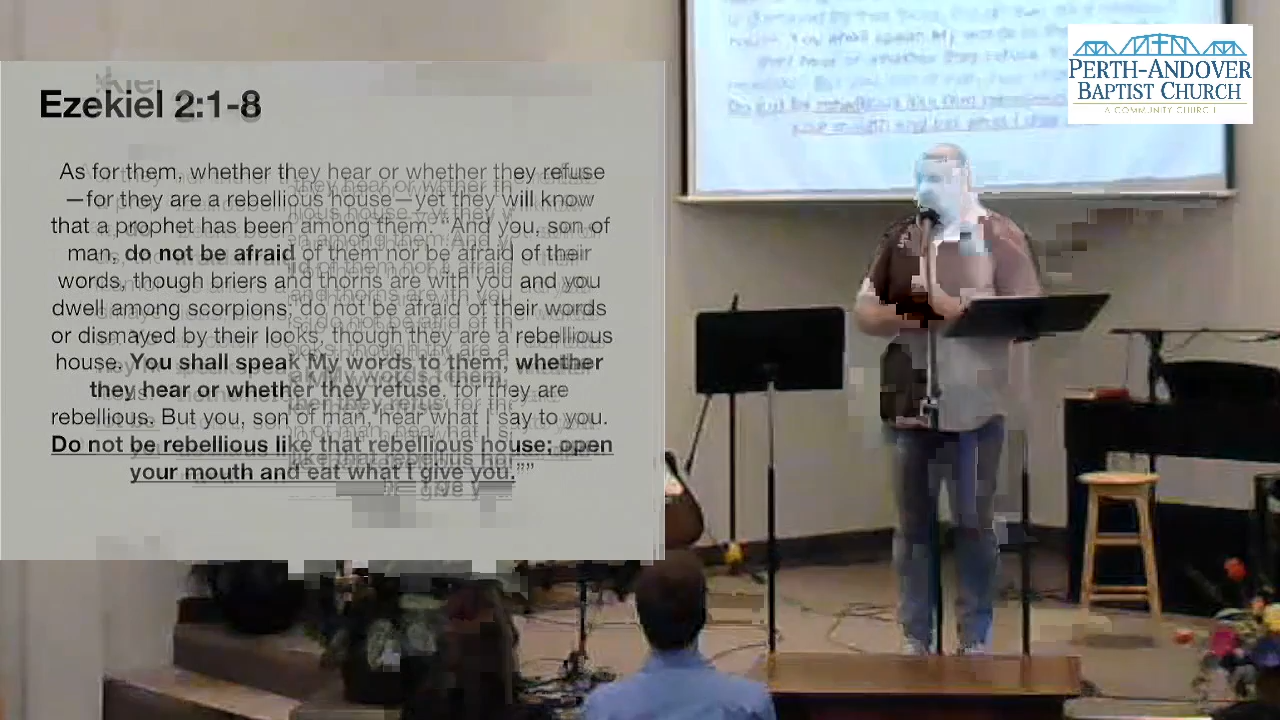 Ezekiel 2:1-8
As for them, whether they hear or whether they refuse
—for they are a rebellious house—yet they will know
that a prophet has been among them. “And you, son of
man, do not be afraid of them nor be afraid of their
words, though briers and thorns are with you and you
dwell among scorpions; do not be afraid of their words
or dismayed by their looks, though they are a rebellious
house. You shall speak My words to them, whether
they hear or whether they refuse, for they are
rebellious. But you, son of man, hear what I say to you.
Do not be rebellious like that rebellious house; open
your mouth and eat what I give you.””
PERTH-ANDOVER
BAPTIST CHURCH
A COMMUNITY CHURCH